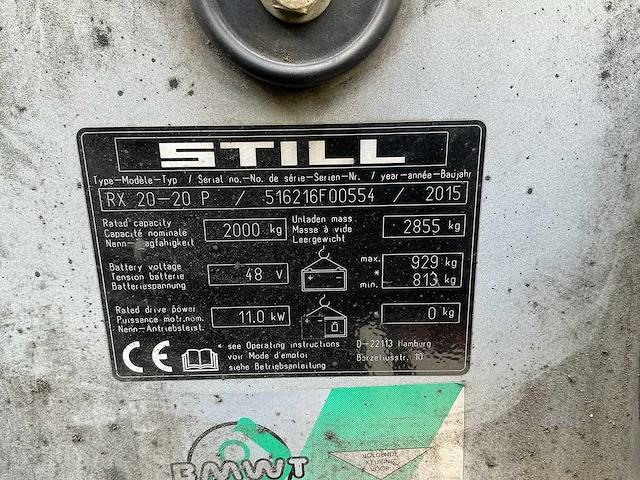 STILL
Type-Modèle-Typ / Serial no.-No. de série-Serien-Nr. / year-année-Baujahr
RX 20-20 P / 516216F00554 / 2015
Rated capacity
Capacité nominale
Nenn-Tragfähigkeit
2000 kg
Unladen mass
Masse à vide
Leergewicht
2855 kg
Battery voltage
Tension batterie
Batteriespannung
48 V
max. 929 kg
*
min. 813 kg
Rated drive power
Puissance motr.nom.
Nenn-Antriebsleist.
11.0 kW
0 kg
CE
* see Operating instructions
voir Mode d'emploi
siehe Betriebsanleitung
D-22113 Hamburg
Berzeliusstr. 10
BMWT
VOLGENDE
KEURING
VOOR